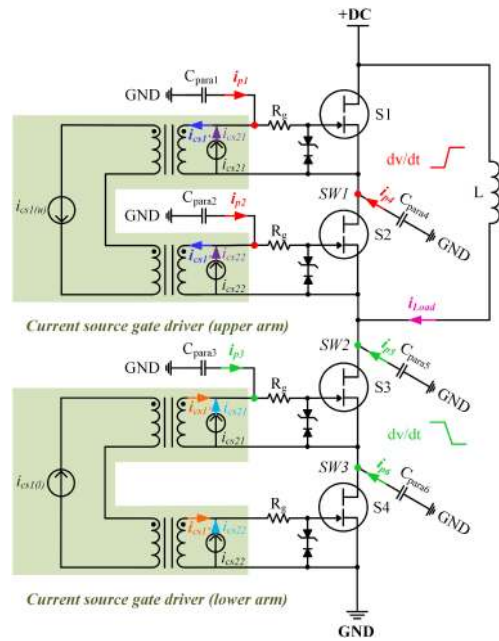 +DC
C_para1
i_p1
GND
R_g
S1
i_cs1'
i_cs21
i_cs21
dv/dt
L
SW1
i_p4
C_para4
GND
C_para2
i_p2
GND
i_cs1(u)
R_g
S2
i_cs1'
i_cs22
i_cs22
Current source gate driver (upper arm)
i_Load
SW2
i_p5
C_para5
GND
C_para3
i_p3
GND
R_g
S3
i_cs1'
i_cs21
i_cs21
dv/dt
SW3
i_p6
C_para6
GND
i_cs1(l)
R_g
S4
i_cs1'
i_cs22
i_cs22
Current source gate driver (lower arm)
GND